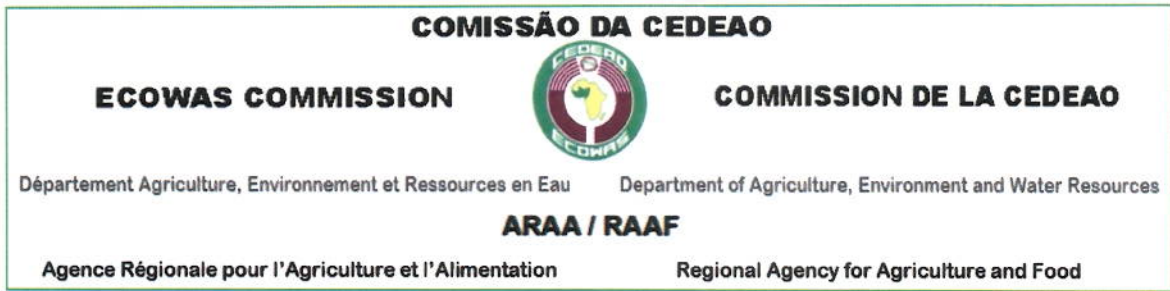 COMISSÃO DA CEDEAO
ECOWAS COMMISSION
CEDEAO
ECOWAS
COMMISSION DE LA CEDEAO
Département Agriculture, Environnement et Ressources en Eau
Department of Agriculture, Environment and Water Resources
ARAA / RAAF
Agence Régionale pour l'Agriculture et l'Alimentation
Regional Agency for Agriculture and Food